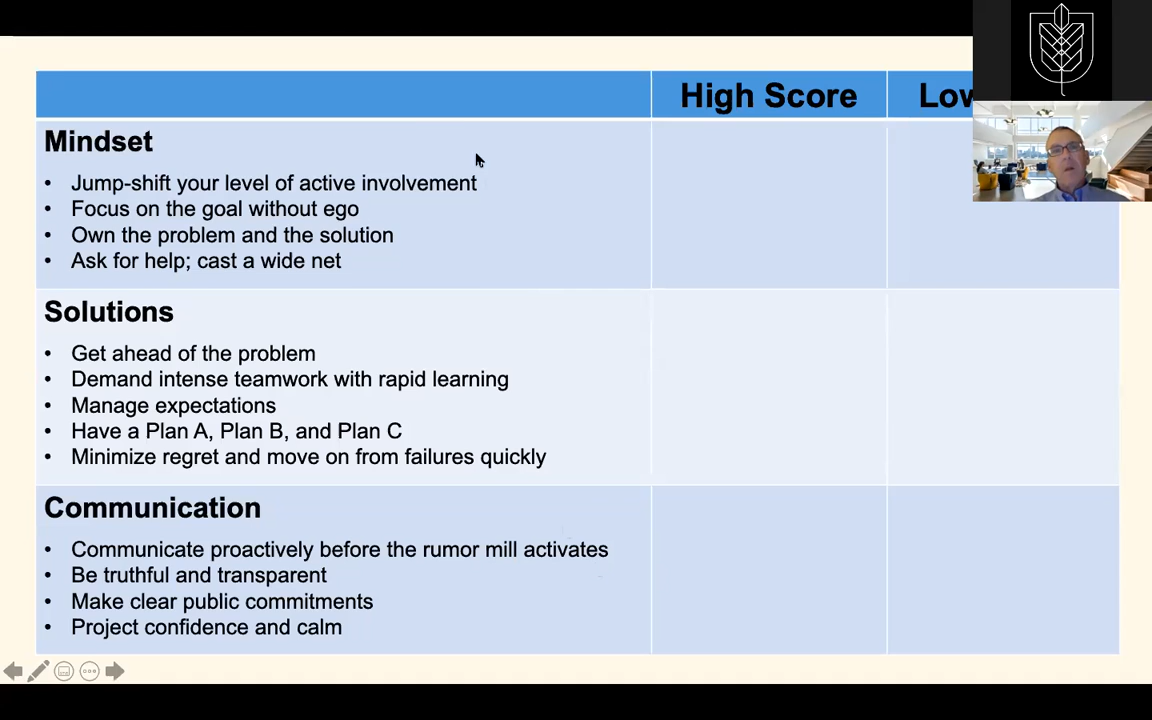 High Score
Low
Mindset
• Jump-shift your level of active involvement
• Focus on the goal without ego
• Own the problem and the solution
• Ask for help; cast a wide net
Solutions
• Get ahead of the problem
• Demand intense teamwork with rapid learning
• Manage expectations
• Have a Plan A, Plan B, and Plan C
• Minimize regret and move on from failures quickly
Communication
• Communicate proactively before the rumor mill activates
• Be truthful and transparent
• Make clear public commitments
• Project confidence and calm